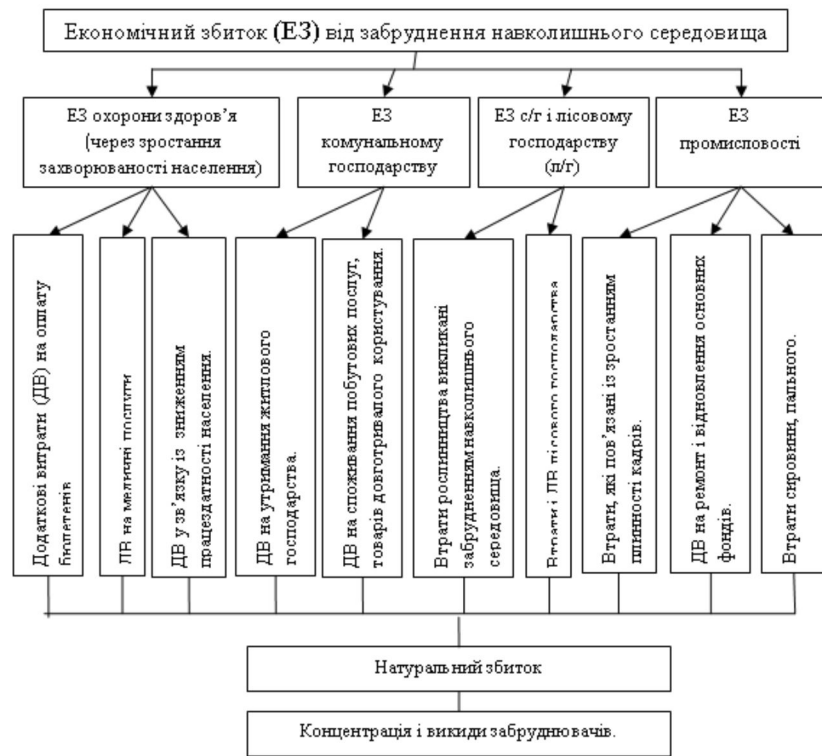 Економічний збиток (ЕЗ) від забруднення навколишнього середовища
ЕЗ охорони здоров’я
(через зростання
захворюваності населення)
ЕЗ
комунальному
господарству
ЕЗ с/г і лісовому
господарству
(л/г)
ЕЗ
промисловості
Додаткові витрати (ДВ) на оплату
бюлетенів
ДВ на медичні послуги
ДВ у зв’язку із зниженням
працездатності населення.
ДВ на утримання житлового
господарства.
ДВ на споживання побутових послуг,
товарів довготривалого користування.
Втрати рослинництва викликані
забрудненням навколишнього
середовища.
Втрати і ДВ лісового господарства
Втрати, які пов’язані із зростанням
плинності кадрів.
ДВ на ремонт і відновлення основних
фондів.
Втрати сировини, пального.
Натуральний збиток
Концентрація і викиди забруднювачів.